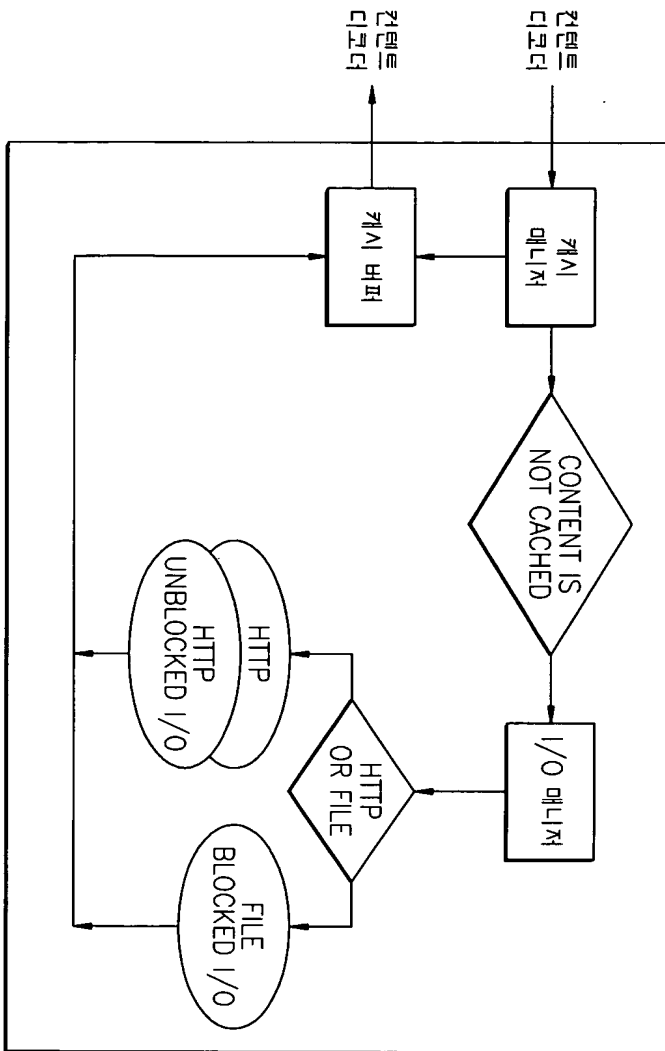 컨텐트
디코더
캐시
매니저
CONTENT IS
NOT CACHED
I/O 매니저
컨텐트
디코더
캐시 버퍼
HTTP
OR FILE
HTTP
HTTP
UNBLOCKED I/O
FILE
BLOCKED I/O